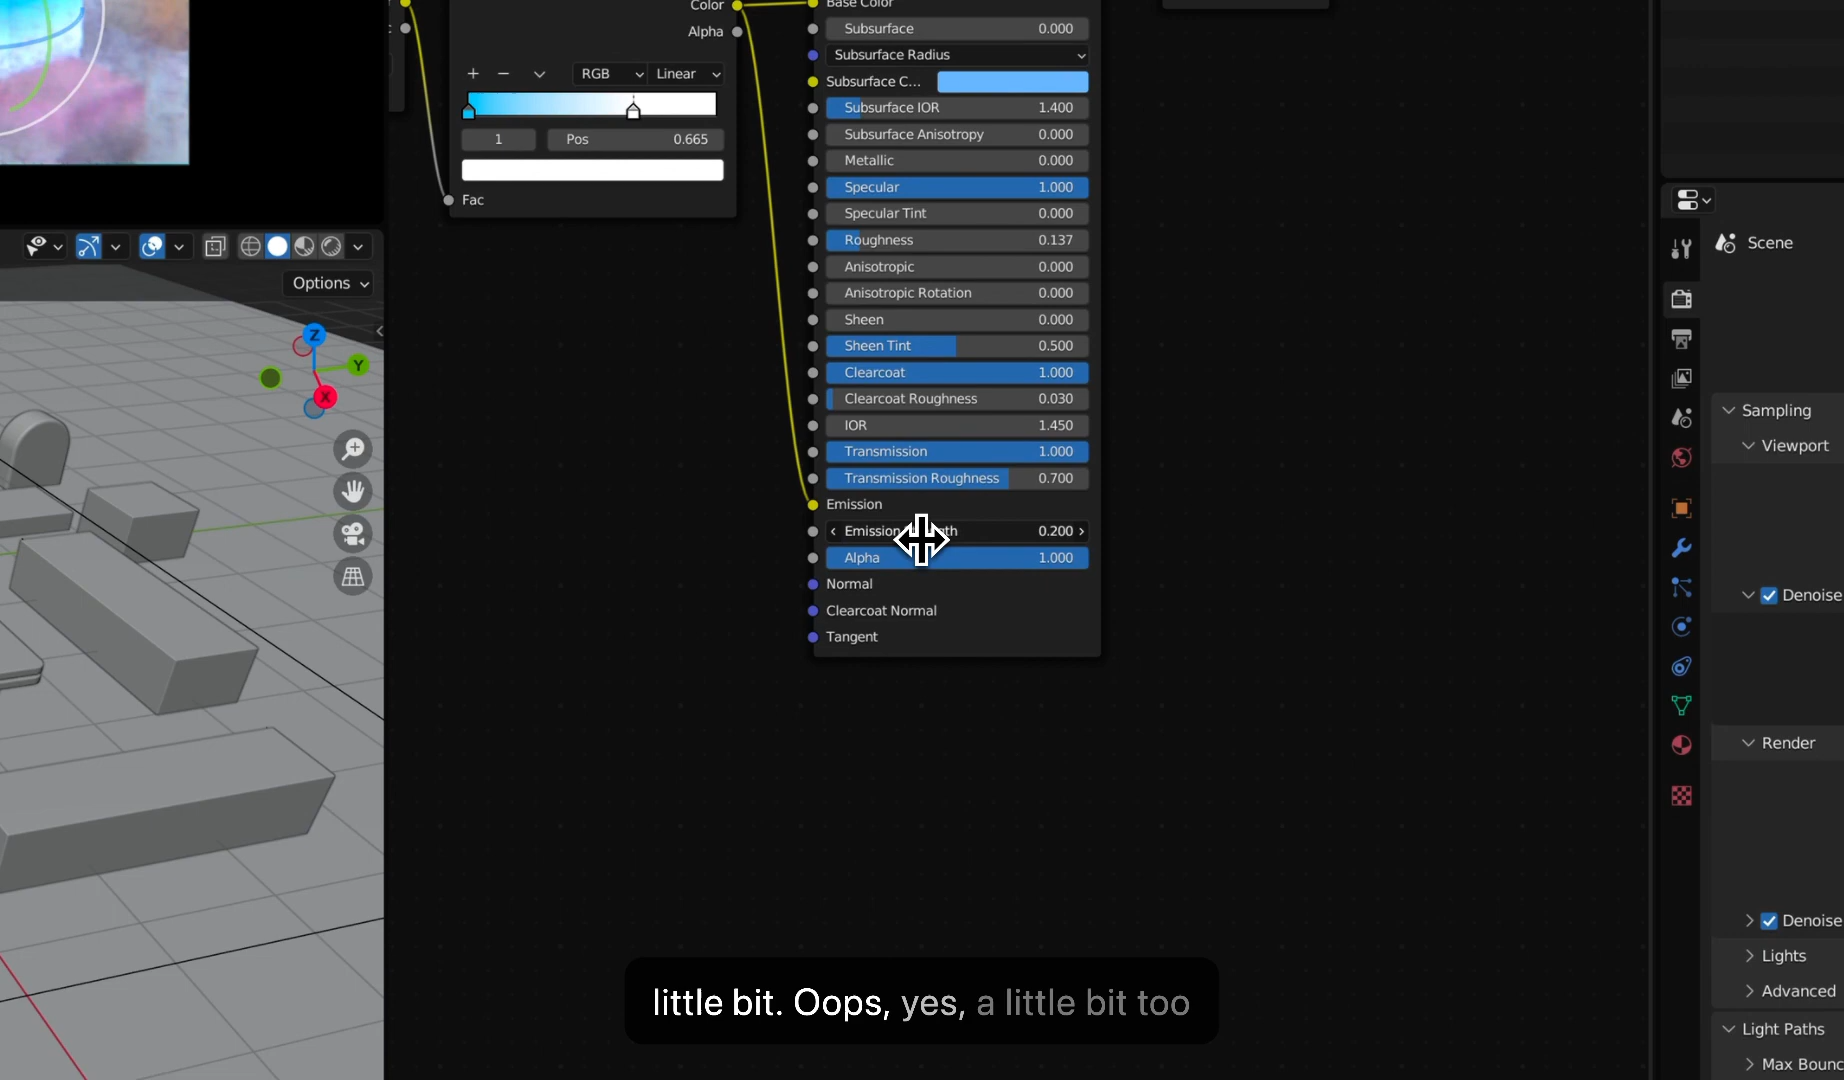 Color
Alpha
c
RGB
Linear
1
Pos
0.665
Fac
Base Color
Subsurface
0.000
Subsurface Radius
Subsurface C...
Subsurface IOR
1.400
Subsurface Anisotropy
0.000
Metallic
0.000
Specular
1.000
Specular Tint
0.000
Roughness
0.137
Anisotropic
0.000
Anisotropic Rotation
0.000
Sheen
0.000
Sheen Tint
0.500
Clearcoat
1.000
Clearcoat Roughness
0.030
IOR
1.450
Transmission
1.000
Transmission Roughness
0.700
Emission
Emission
0.200
Alpha
1.000
Normal
Clearcoat Normal
Tangent
Options
Z
Y
X
Scene
Sampling
Viewport
Denoise
Render
Denoise
Lights
Advanced
Light Paths
Max Bounc
little bit. Oops, yes, a little bit too